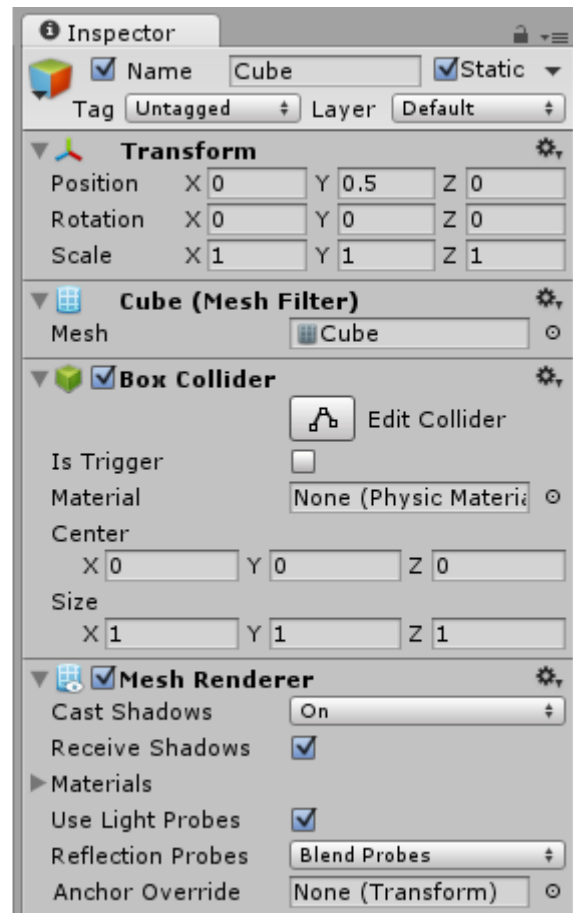 Inspector
Name Cube Static
Tag Untagged Layer Default
Transform
Position X 0 Y 0.5 Z 0
Rotation X 0 Y 0 Z 0
Scale X 1 Y 1 Z 1
Cube (Mesh Filter)
Mesh Cube
Box Collider
Edit Collider
Is Trigger
Material None (Physic Materia
Center
X 0 Y 0 Z 0
Size
X 1 Y 1 Z 1
Mesh Renderer
Cast Shadows On
Receive Shadows
Materials
Use Light Probes
Reflection Probes Blend Probes
Anchor Override None (Transform)